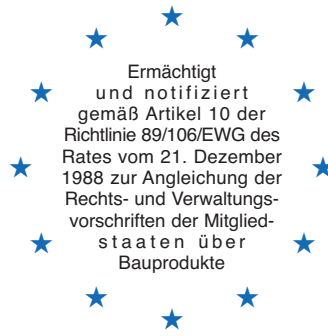 Ermächtigt
und notifiziert
gemäß Artikel 10 der
Richtlinie 89/106/EWG des
Rates vom 21. Dezember
1988 zur Angleichung der
Rechts- und Verwaltungs-
vorschriften der Mitglied-
staaten über
Bauprodukte